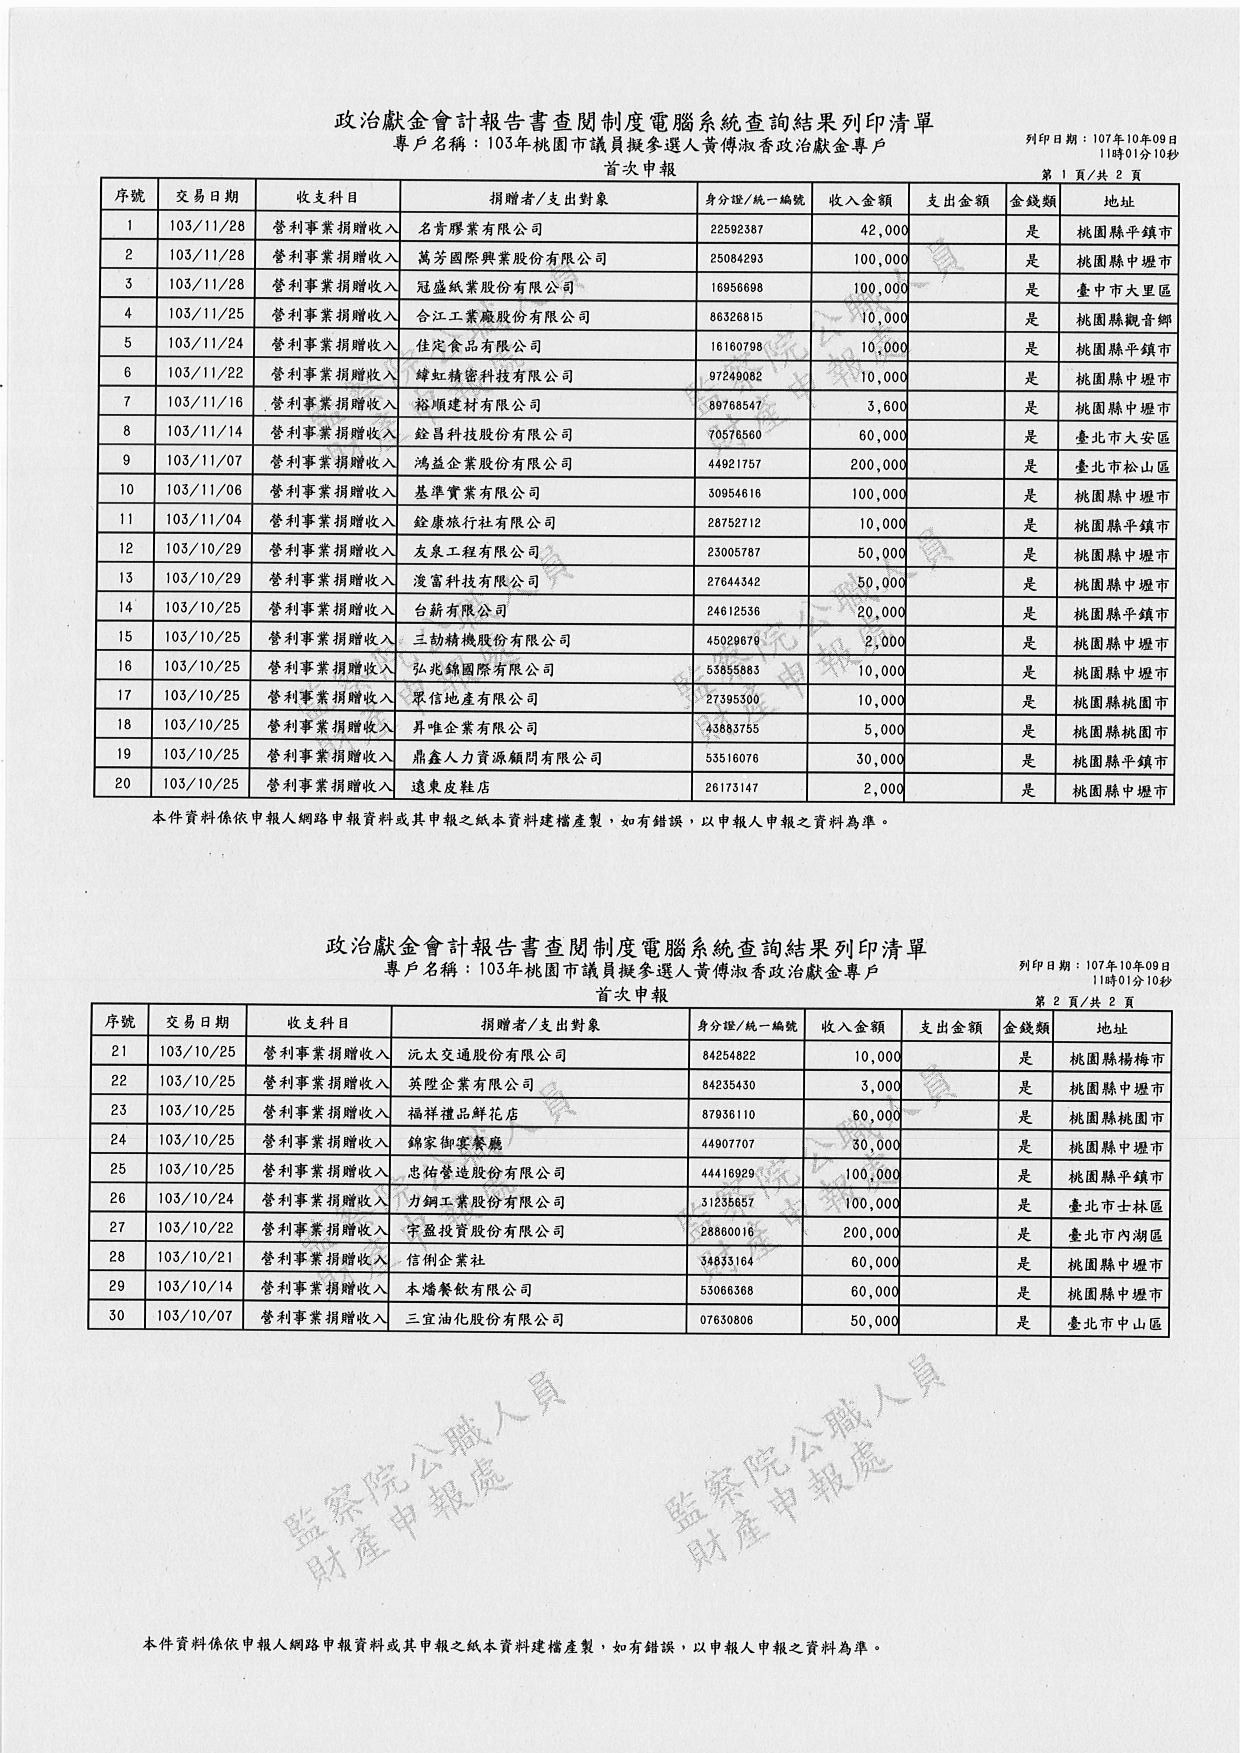 政治獻金會計報告書查閱制度電腦系統查詢結果列印清單
專戶名稱：103年桃園市議員擬參選人黃傅淑香政治獻金專戶
列印日期：107年10年09日
11時01分10秒
首次申報
第 1 頁/共 2 頁
序號 交易日期 收支科目 捐贈者/支出對象 身分證/統一編號 收入金額 支出金額 金錢類 地址
1 103/11/28 營利事業捐贈收入 名肯膠業有限公司 22592387 42,000 是 桃園縣平鎮市
2 103/11/28 營利事業捐贈收入 萬芳國際興業股份有限公司 25084293 100,000 是 桃園縣中壢市
3 103/11/28 營利事業捐贈收入 冠盛紙業股份有限公司 16956698 100,000 是 臺中市大里區
4 103/11/25 營利事業捐贈收入 合江工業廠股份有限公司 86326815 10,000 是 桃園縣觀音鄉
5 103/11/24 營利事業捐贈收入 佳定食品有限公司 16160798 10,000 是 桃園縣平鎮市
6 103/11/22 營利事業捐贈收入 緯虹精密科技有限公司 97249082 10,000 是 桃園縣中壢市
7 103/11/16 營利事業捐贈收入 裕順建材有限公司 89768547 3,600 是 桃園縣中壢市
8 103/11/14 營利事業捐贈收入 銓昌科技股份有限公司 70576560 60,000 是 臺北市大安區
9 103/11/07 營利事業捐贈收入 鴻益企業股份有限公司 44921757 200,000 是 臺北市松山區
10 103/11/06 營利事業捐贈收入 基準實業有限公司 30954616 100,000 是 桃園縣中壢市
11 103/11/04 營利事業捐贈收入 銓康旅行社有限公司 28752712 10,000 是 桃園縣平鎮市
12 103/10/29 營利事業捐贈收入 友泉工程有限公司 23005787 50,000 是 桃園縣中壢市
13 103/10/29 營利事業捐贈收入 浚富科技有限公司 27644342 50,000 是 桃園縣中壢市
14 103/10/25 營利事業捐贈收入 台薪有限公司 24612536 20,000 是 桃園縣平鎮市
15 103/10/25 營利事業捐贈收入 三劼精機股份有限公司 45029679 2,000 是 桃園縣中壢市
16 103/10/25 營利事業捐贈收入 弘兆錦國際有限公司 53855883 10,000 是 桃園縣中壢市
17 103/10/25 營利事業捐贈收入 眾信地產有限公司 27395300 10,000 是 桃園縣桃園市
18 103/10/25 營利事業捐贈收入 昇唯企業有限公司 43883755 5,000 是 桃園縣桃園市
19 103/10/25 營利事業捐贈收入 鼎鑫人力資源顧問有限公司 53516076 30,000 是 桃園縣平鎮市
20 103/10/25 營利事業捐贈收入 遠東皮鞋店 26173147 2,000 是 桃園縣中壢市
本件資料係依申報人網路申報資料或其申報之紙本資料建檔產製，如有錯誤，以申報人申報之資料為準。
政治獻金會計報告書查閱制度電腦系統查詢結果列印清單
專戶名稱：103年桃園市議員擬參選人黃傅淑香政治獻金專戶
列印日期：107年10年09日
11時01分10秒
首次申報
第 2 頁/共 2 頁
序號 交易日期 收支科目 捐贈者/支出對象 身分證/統一編號 收入金額 支出金額 金錢類 地址
21 103/10/25 營利事業捐贈收入 沅太交通股份有限公司 84254822 10,000 是 桃園縣楊梅市
22 103/10/25 營利事業捐贈收入 英陞企業有限公司 84235430 3,000 是 桃園縣中壢市
23 103/10/25 營利事業捐贈收入 福祥禮品鮮花店 87936110 60,000 是 桃園縣桃園市
24 103/10/25 營利事業捐贈收入 錦家御宴餐廳 44907707 30,000 是 桃園縣中壢市
25 103/10/25 營利事業捐贈收入 忠佑營造股份有限公司 44416929 100,000 是 桃園縣平鎮市
26 103/10/24 營利事業捐贈收入 力鋼工業股份有限公司 31235657 100,000 是 臺北市士林區
27 103/10/22 營利事業捐贈收入 宇盈投資股份有限公司 28860016 200,000 是 臺北市內湖區
28 103/10/21 營利事業捐贈收入 信俐企業社 34833164 60,000 是 桃園縣中壢市
29 103/10/14 營利事業捐贈收入 本燔餐飲有限公司 53066368 60,000 是 桃園縣中壢市
30 103/10/07 營利事業捐贈收入 三宜油化股份有限公司 07630806 50,000 是 臺北市中山區
監察院公職人員
財產申報處
監察院公職人員
財產申報處
本件資料係依申報人網路申報資料或其申報之紙本資料建檔產製，如有錯誤，以申報人申報之資料為準。